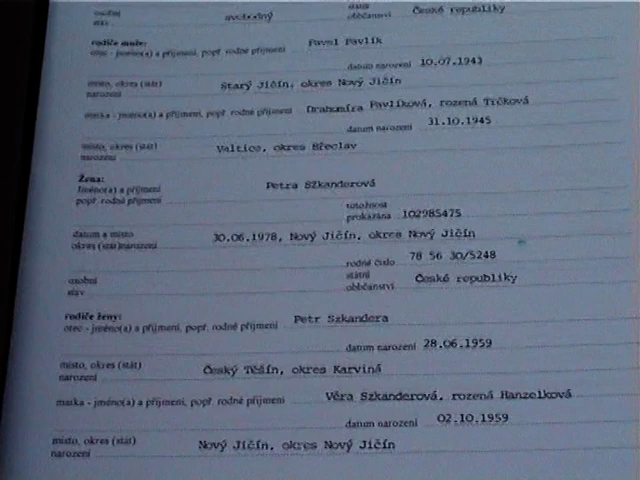 osobní stav svobodný státní občanství České republiky
rodiče muže:
otec - jméno(a) a příjmení, popř. rodné příjmení Pavel Pavlík
datum narození 10.07.1943
místo, okres (stát) narození Starý Jičín, okres Nový Jičín
matka - jméno(a) a příjmení, popř. rodné příjmení Drahomíra Pavlíková, rozená Trčková
datum narození 31.10.1945
místo, okres (stát) narození Valtice, okres Břeclav
Žena:
Jméno(a) a příjmení popř. rodné příjmení Petra Szkanderová
totožnost prokázána 102985475
datum a místo okres (stát)narození 30.06.1978, Nový Jičín, okres Nový Jičín
rodné číslo 78 56 30/5248
osobní stav státní občanství České republiky
rodiče ženy:
otec - jméno(a) a příjmení, popř. rodné příjmení Petr Szkandera
datum narození 28.06.1959
místo, okres (stát) narození Český Těšín, okres Karviná
matka - jméno(a) a příjmení, popř. rodné příjmení Věra Szkanderová, rozená Hanzelková
datum narození 02.10.1959
místo, okres (stát) narození Nový Jičín, okres Nový Jičín